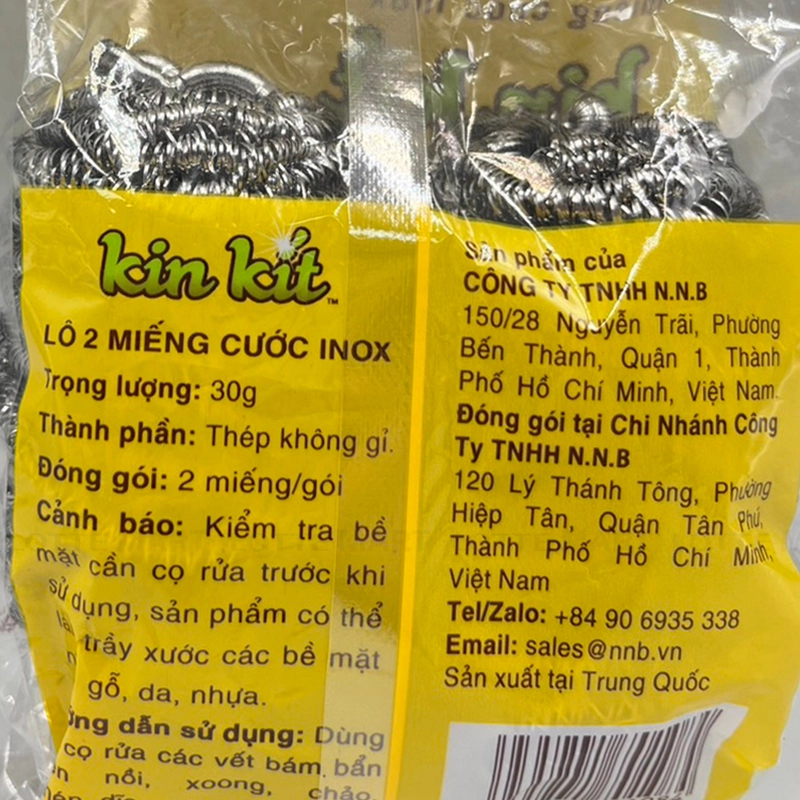 kin kít™
LÔ 2 MIẾNG CƯỚC INOX
Trọng lượng: 30g
Thành phần: Thép không gỉ.
Đóng gói: 2 miếng/gói
Cảnh báo: Kiểm tra bề
mặt cần cọ rửa trước khi
sử dụng, sản phẩm có thể
trầy xước các bề mặt
gỗ, da, nhựa.
dẫn sử dụng: Dùng
cọ rửa các vết bám bẩn
nồi, xoong, chảo,
Sản phẩm của
CÔNG TY TNHH N.N.B
150/28 Nguyễn Trãi, Phường
Bến Thành, Quận 1, Thành
Phố Hồ Chí Minh, Việt Nam.
Đóng gói tại Chi Nhánh Công
Ty TNHH N.N.B
120 Lý Thánh Tông, Phường
Hiệp Tân, Quận Tân Phú,
Thành Phố Hồ Chí Minh,
Việt Nam
Tel/Zalo: +84 90 6935 338
Email: sales@nnb.vn
Sản xuất tại Trung Quốc